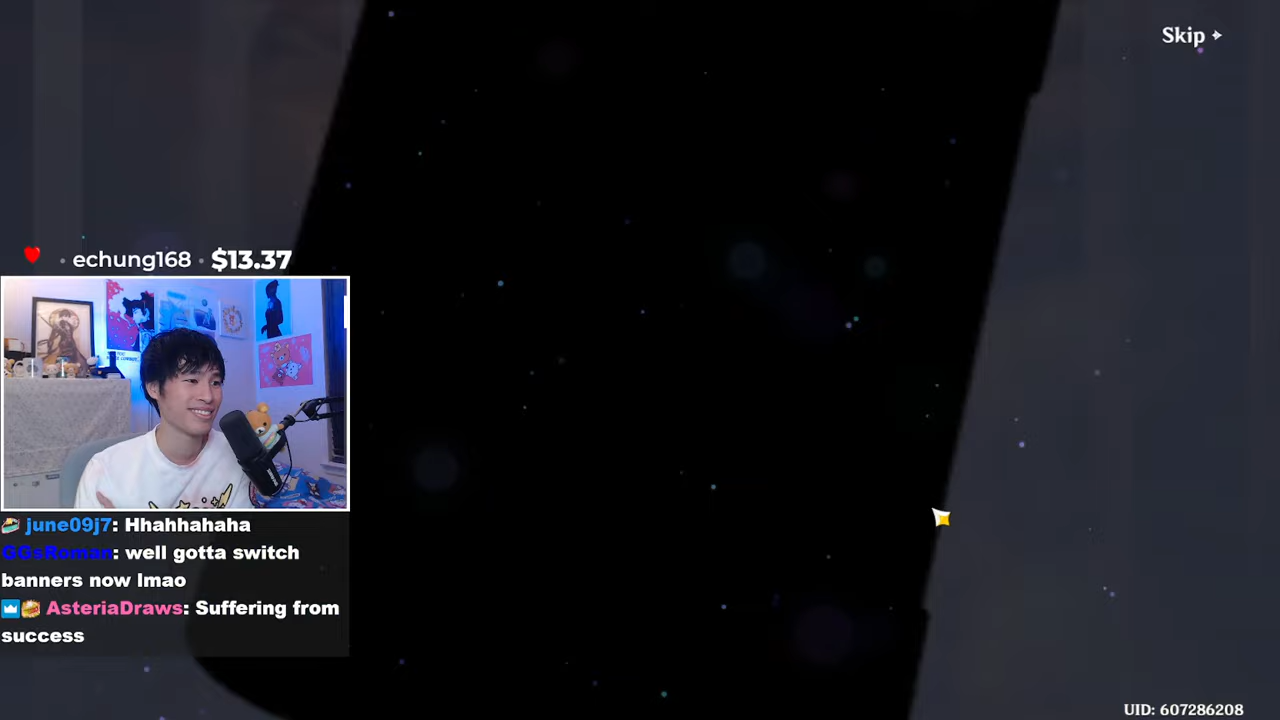 Skip
echung168 · $13.37
june09j7: Hhahhahaha
GGsRoman: well gotta switch
banners now lmao
AsteriaDraws: Suffering from
success
UID: 607286208